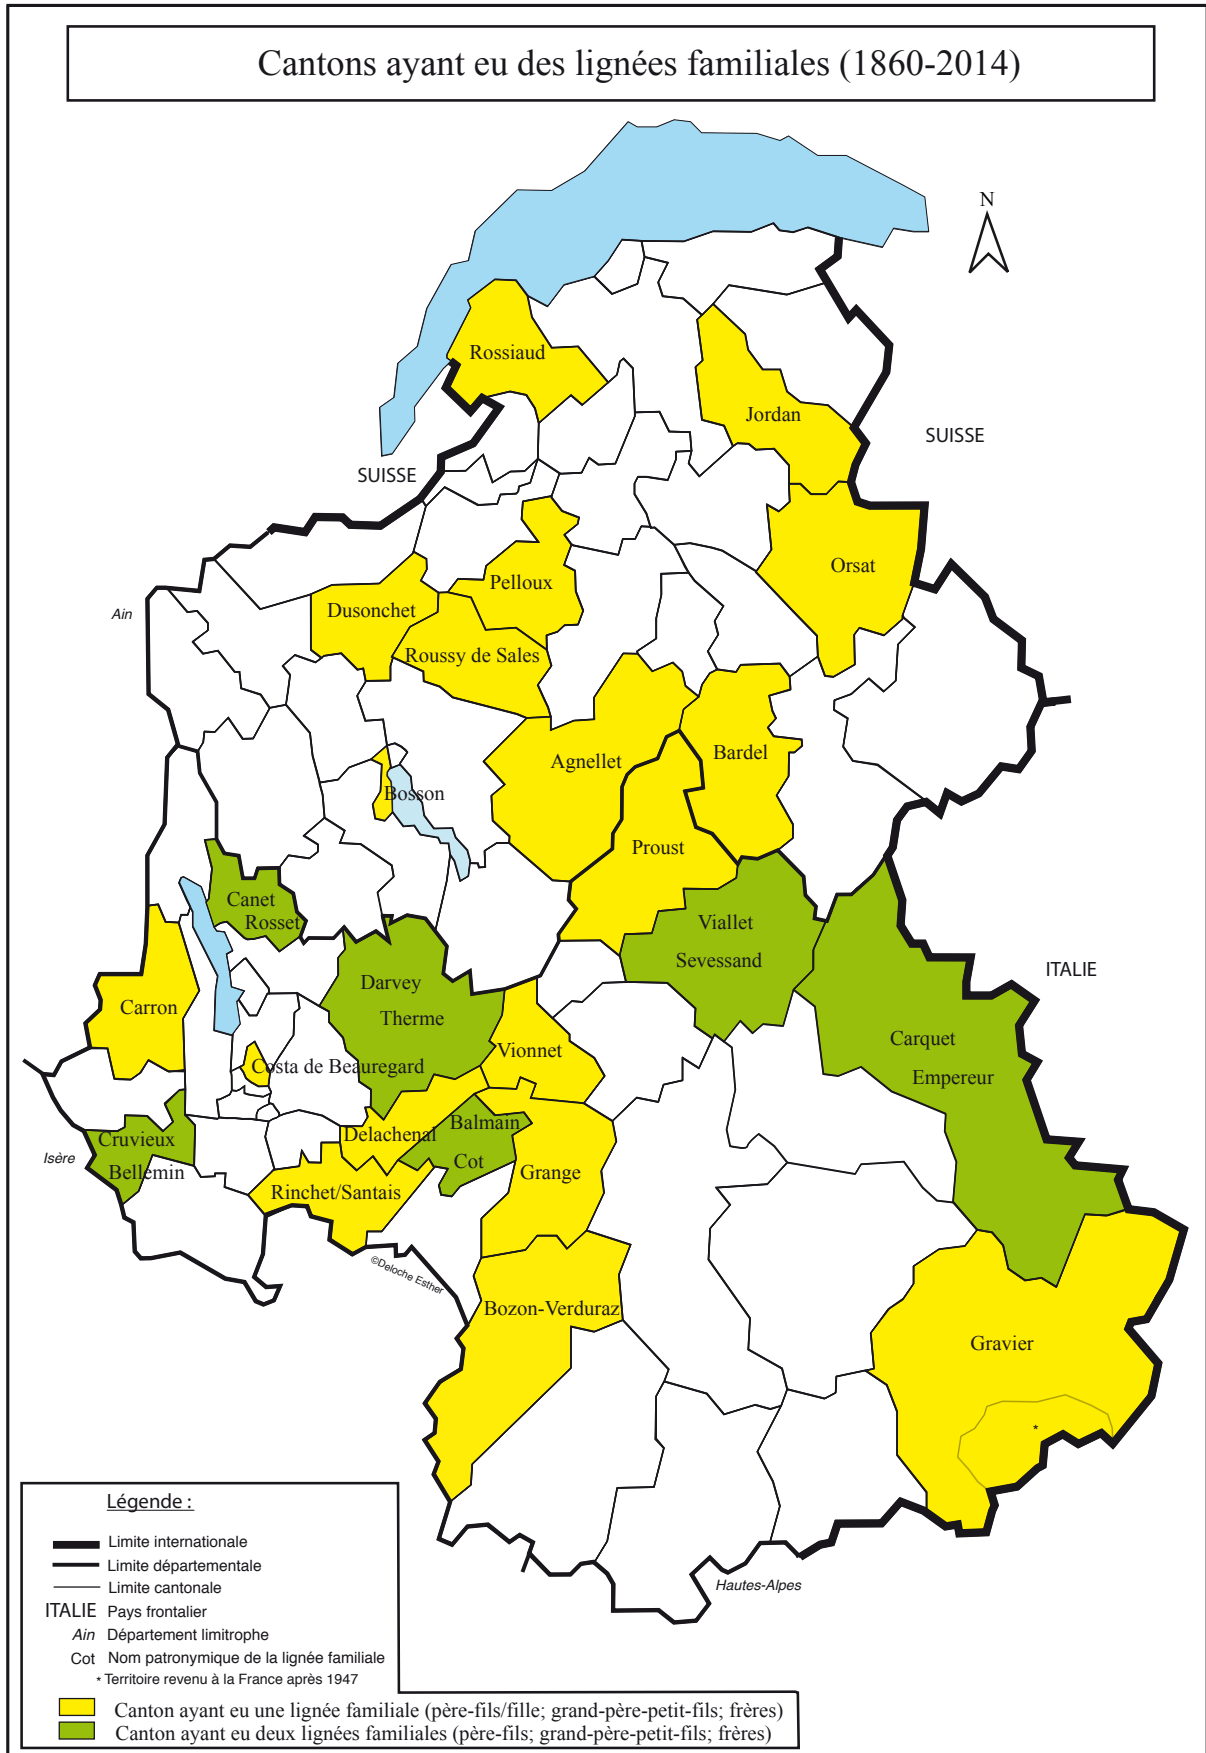 Cantons ayant eu des lignées familiales (1860-2014)
N
Rossiaud
Jordan
SUISSE
SUISSE
Orsat
Pelloux
Ain
Dusonchet
Roussy de Sales
Agnellet
Bardel
Bosson
Proust
Canet
Rosset
Viallet
Sevessand
Darvey
Therme
ITALIE
Carron
Carquet
Empereur
Vionnet
Costa de Beauregard
Cruvieux
Bellemin
Isère
Delachenal
Balmain
Cot
Grange
Rinchet/Santais
©Deloche Esther
Bozon-Verduraz
Gravier
*
Hautes-Alpes
Légende :
Limite internationale
Limite départementale
Limite cantonale
ITALIE Pays frontalier
Ain Département limitrophe
Cot Nom patronymique de la lignée familiale
* Territoire revenu à la France après 1947
Canton ayant eu une lignée familiale (père-fils/fille; grand-père-petit-fils; frères)
Canton ayant eu deux lignées familiales (père-fils; grand-père-petit-fils; frères)